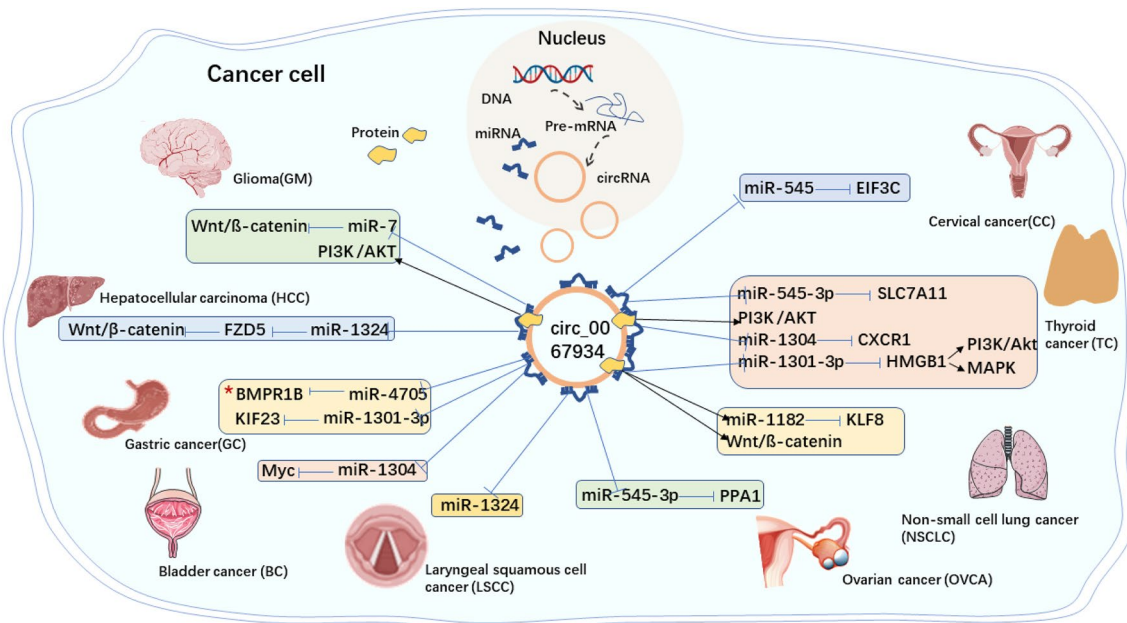 Nucleus
Cancer cell
DNA
Pre-mRNA
miRNA
circRNA
Protein
Glioma(GM)
Wnt/ß-catenin miR-7
PI3K/AKT
Hepatocellular carcinoma (HCC)
Wnt/β-catenin FZD5 miR-1324
*BMPR1B miR-4705
KIF23 miR-1301-3p
Gastric cancer(GC)
Myc miR-1304
Bladder cancer (BC)
miR-1324
Laryngeal squamous cell
cancer (LSCC)
circ_00
67934
miR-545 EIF3C
Cervical cancer(CC)
miR-545-3p SLC7A11
PI3K/AKT
miR-1304 CXCR1
miR-1301-3p HMGB1 PI3K/Akt
MAPK
Thyroid
cancer (TC)
miR-1182 KLF8
Wnt/ß-catenin
Non-small cell lung cancer
(NSCLC)
miR-545-3p PPA1
Ovarian cancer (OVCA)